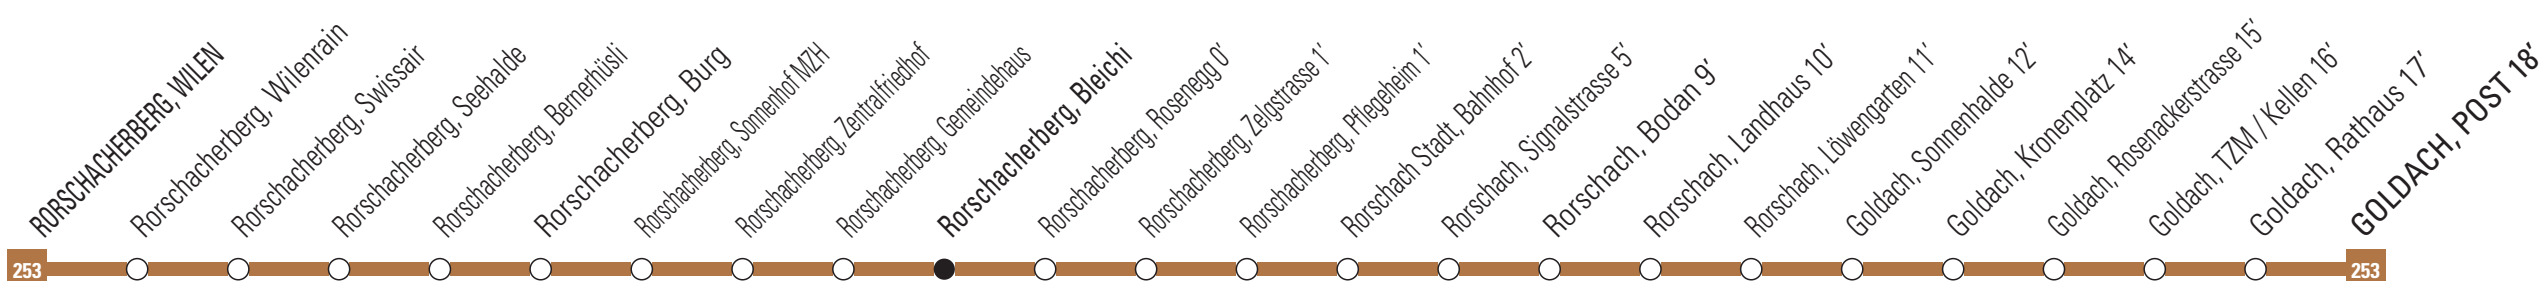 RORSCHACHERBERG, WILEN
Rorschacherberg, Wilenrain
Rorschacherberg, Swissair
Rorschacherberg, Seehalde
Rorschacherberg, Bernerhüsli
Rorschacherberg, Burg
Rorschacherberg, Sonnenhof MZH
Rorschacherberg, Zentralfriedhof
Rorschacherberg, Gemeindehaus
Rorschacherberg, Bleichi
Rorschacherberg, Rosenegg 0'
Rorschacherberg, Zelgstrasse 1'
Rorschacherberg, Pflegeheim 1'
Rorschach Stadt, Bahnhof 2'
Rorschach, Signalstrasse 5'
Rorschach, Bodan 9'
Rorschach, Landhaus 10'
Rorschach, Löwengarten 11'
Goldach, Sonnenhalde 12'
Goldach, Kronenplatz 14'
Goldach, Rosenackerstrasse 15'
Goldach, TZM / Kellen 16'
Goldach, Rathaus 17'
GOLDACH, POST 18'
253
253